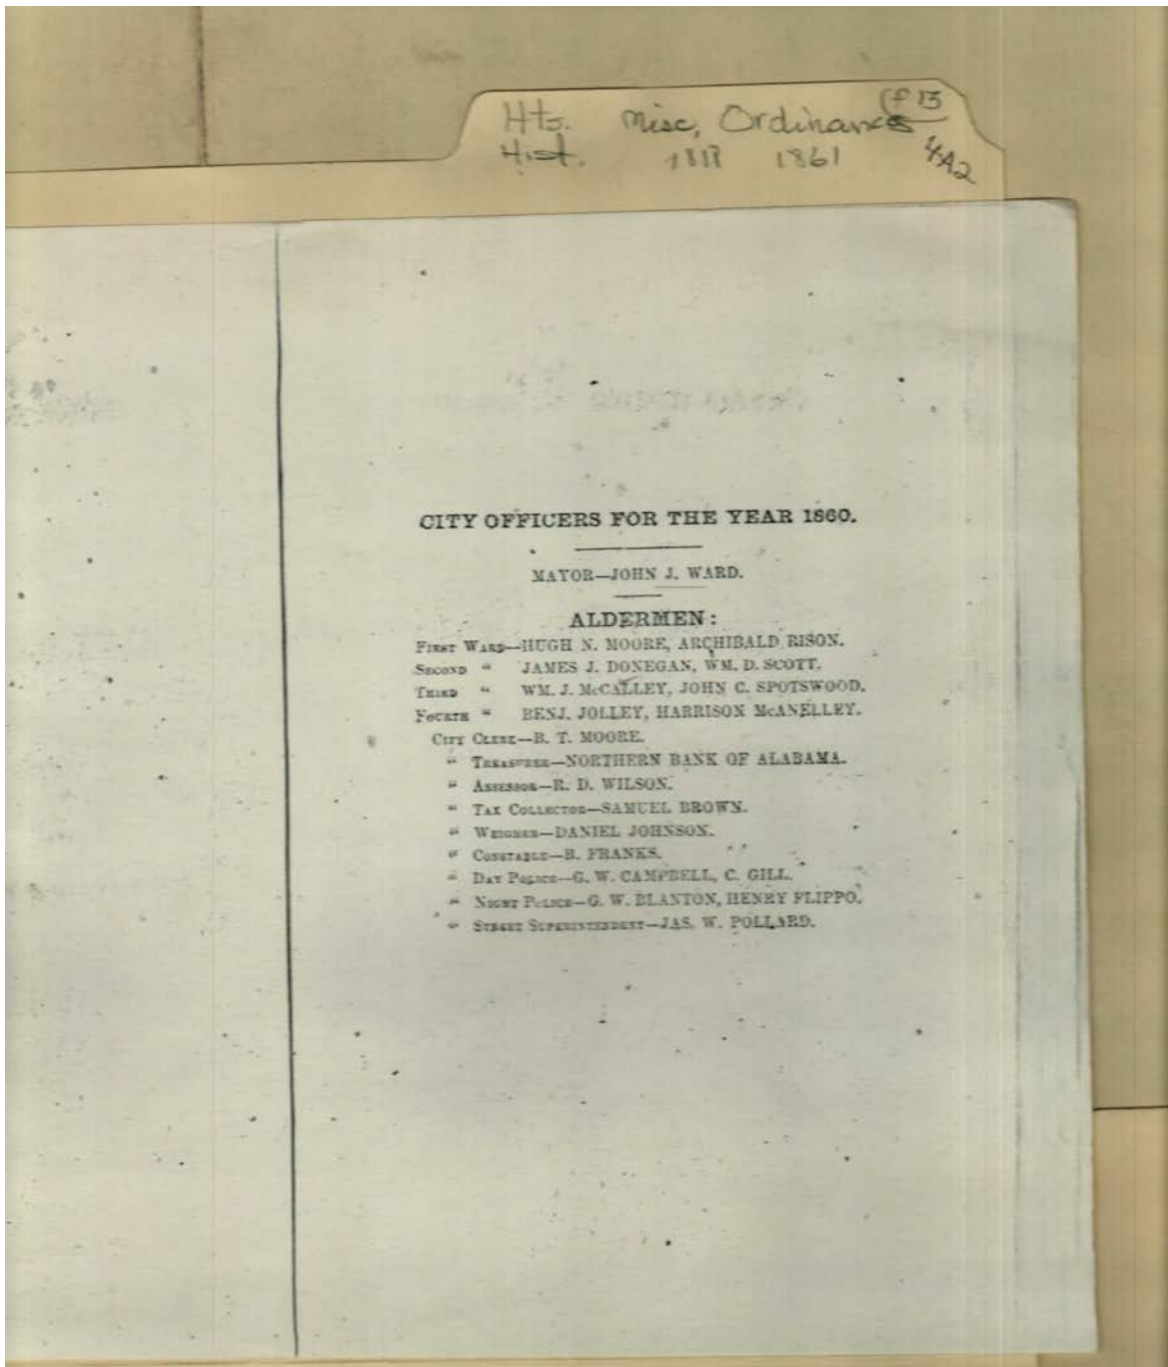 Hts. Misc, Ordinances (f 13
Hist. 1861 4A2
CITY OFFICERS FOR THE YEAR 1860.
MAYOR—JOHN J. WARD.
ALDERMEN:
FIRST WARD—HUGH N. MOORE, ARCHIBALD RISON.
SECOND " JAMES J. DONEGAN, WM. D. SCOTT.
THIRD " WM. J. McCALLEY, JOHN C. SPOTSWOOD.
FOURTH " BENJ. JOLLEY, HARRISON McANELLEY.
CITY CLERK—B. T. MOORE.
" TREASURER—NORTHERN BANK OF ALABAMA.
" ASSESSOR—R. D. WILSON.
" TAX COLLECTOR—SAMUEL BROWN.
" WEIGHER—DANIEL JOHNSON.
" CONSTABLE—B. FRANKS.
" DAY POLICE—G. W. CAMPBELL, C. GILL.
" NIGHT POLICE—G. W. BLANTON, HENRY FLIPPO.
" STREET SUPERINTENDENT—JAS. W. POLLARD.